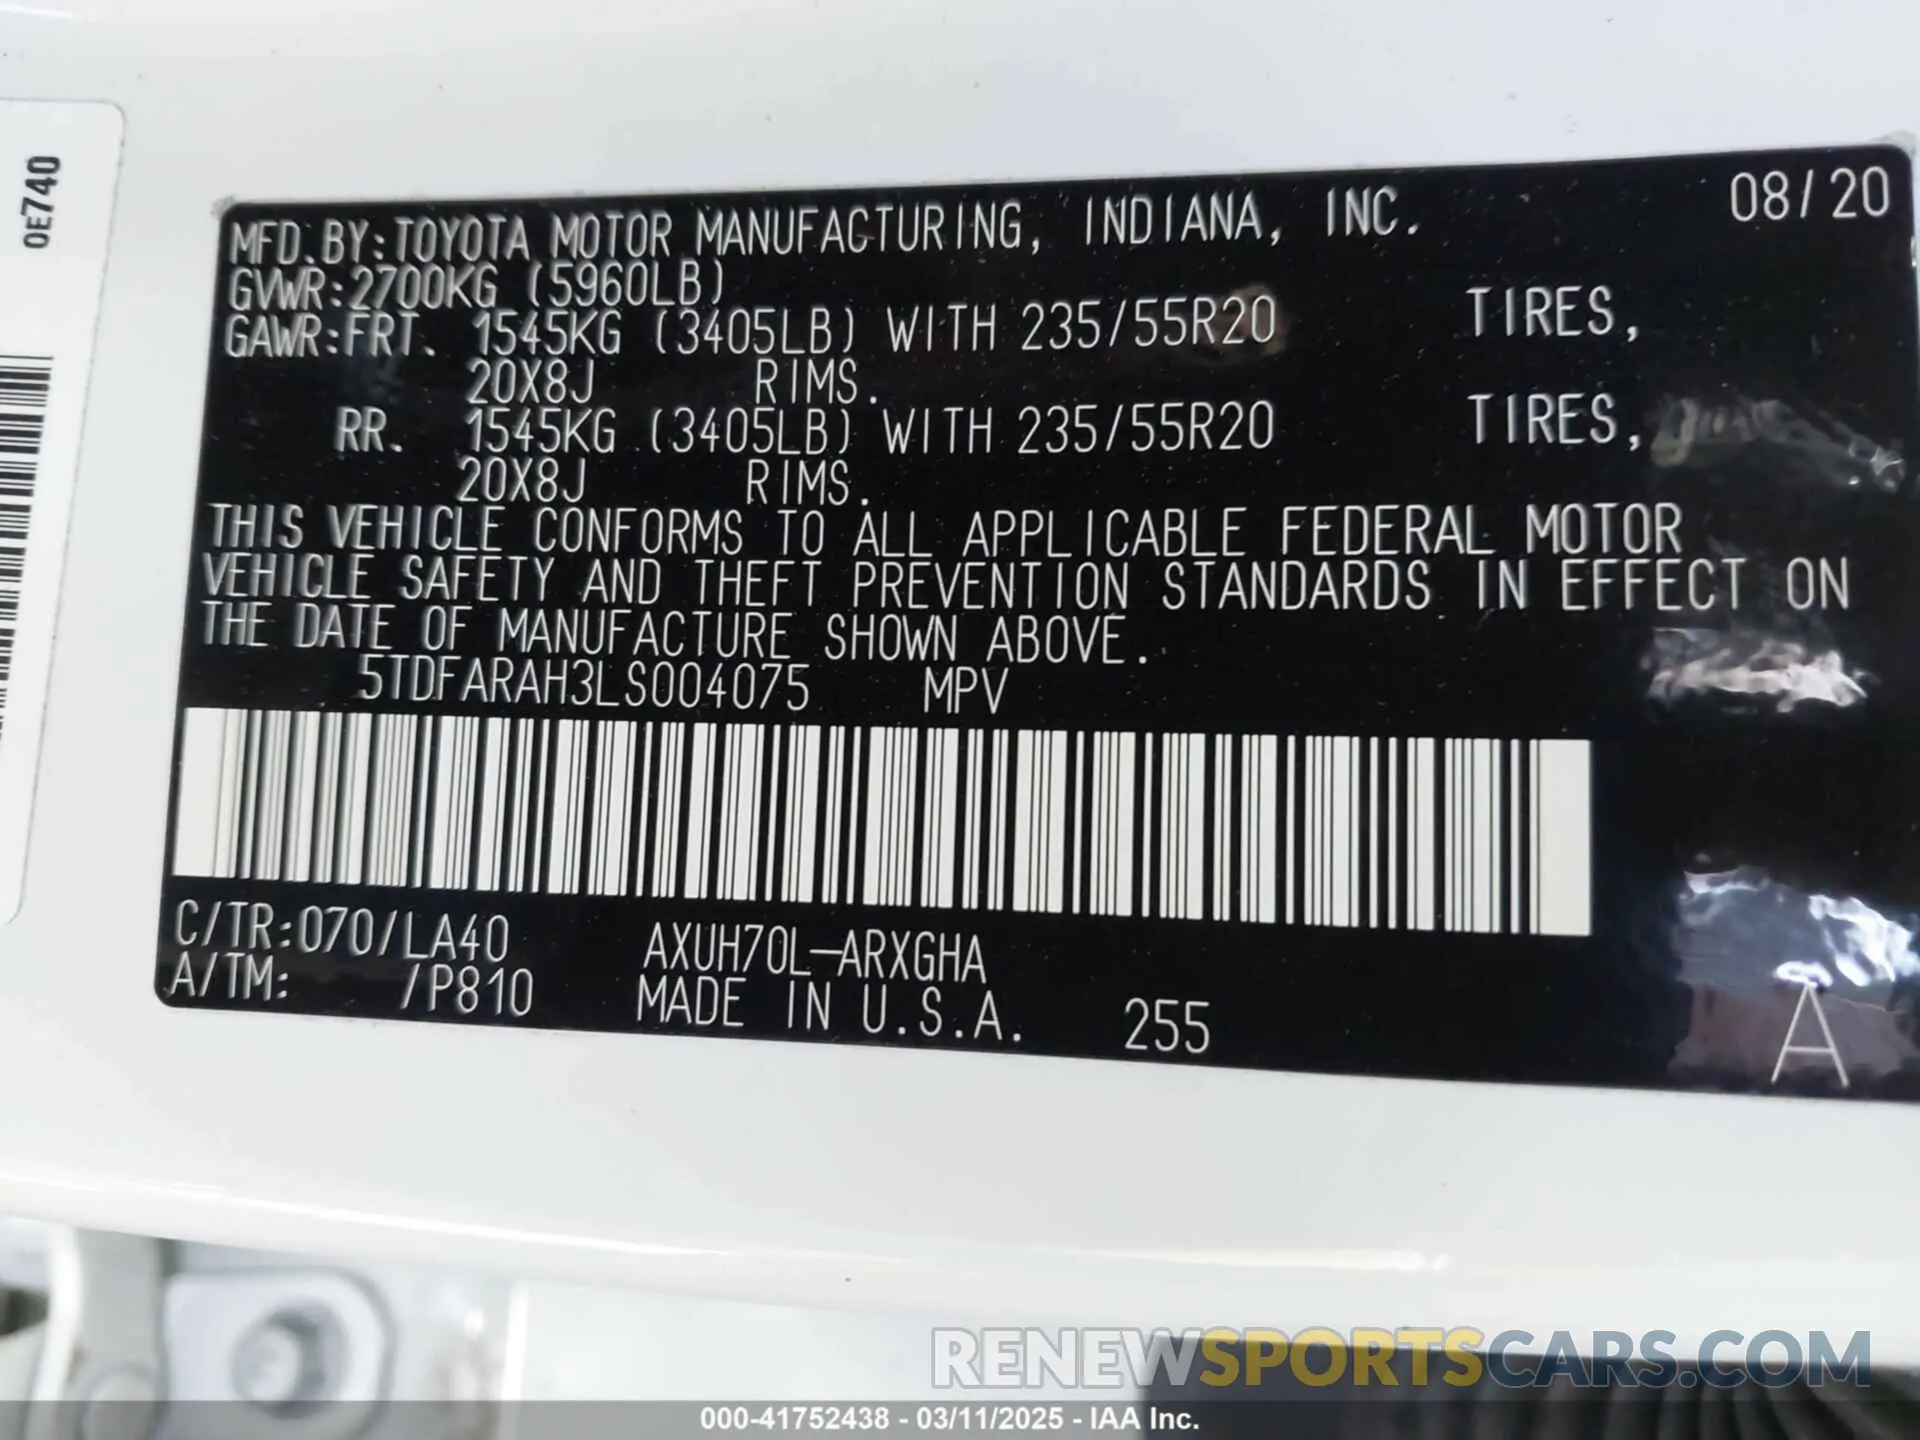 0E740
MFD.BY:TOYOTA MOTOR MANUFACTURING, INDIANA, INC. 08/20
GVWR:2700KG (5960LB)
GAWR:FRT. 1545KG (3405LB) WITH 235/55R20 TIRES,
20X8J RIMS.
RR. 1545KG (3405LB) WITH 235/55R20 TIRES,
20X8J RIMS.
THIS VEHICLE CONFORMS TO ALL APPLICABLE FEDERAL MOTOR
VEHICLE SAFETY AND THEFT PREVENTION STANDARDS IN EFFECT ON
THE DATE OF MANUFACTURE SHOWN ABOVE.
5TDFARAH3LS004075 MPV
C/TR:070/LA40 AXUH70L-ARXGHA
A/TM: /P810 MADE IN U.S.A. 255 A
RENEWSPORTSCARS.COM
000-41752438 - 03/11/2025 - IAA Inc.